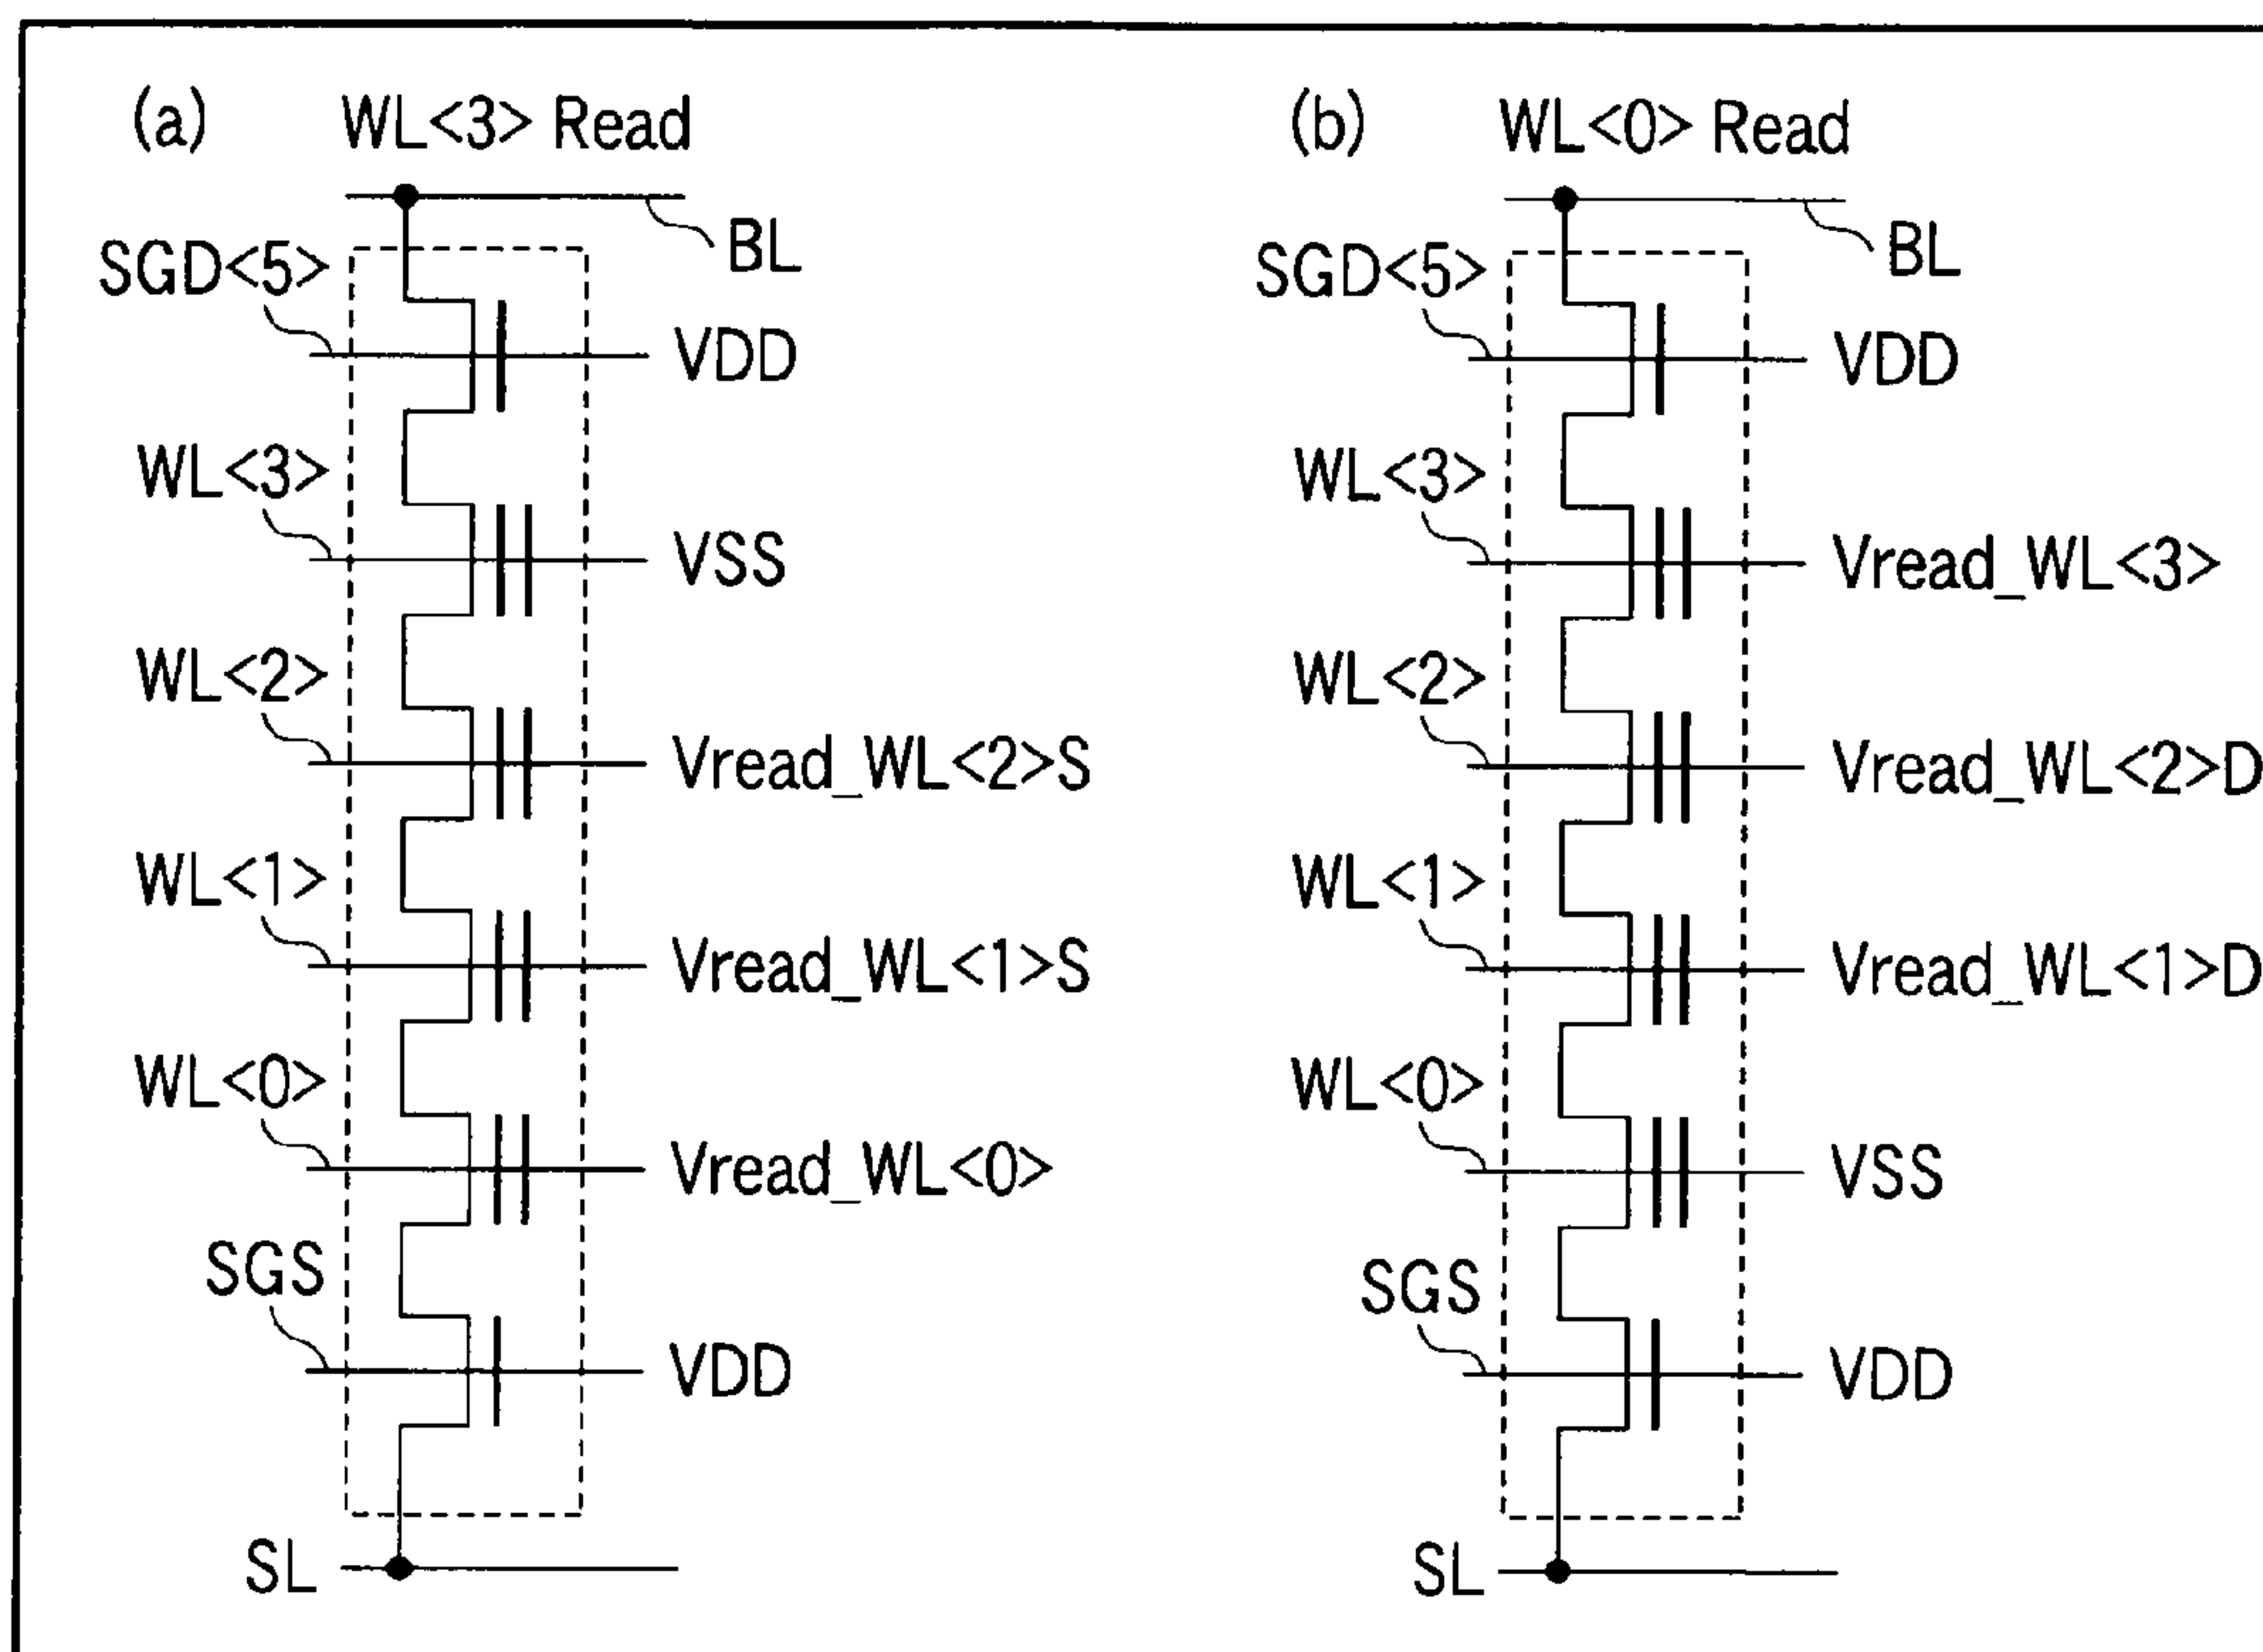 (a) WL<3> Read
BL
SGD<5>
VDD
WL<3>
VSS
WL<2>
Vread_WL<2>S
WL<1>
Vread_WL<1>S
WL<0>
Vread_WL<0>
SGS
VDD
SL
(b) WL<0> Read
BL
SGD<5>
VDD
WL<3>
Vread_WL<3>
WL<2>
Vread_WL<2>D
WL<1>
Vread_WL<1>D
WL<0>
VSS
SGS
VDD
SL